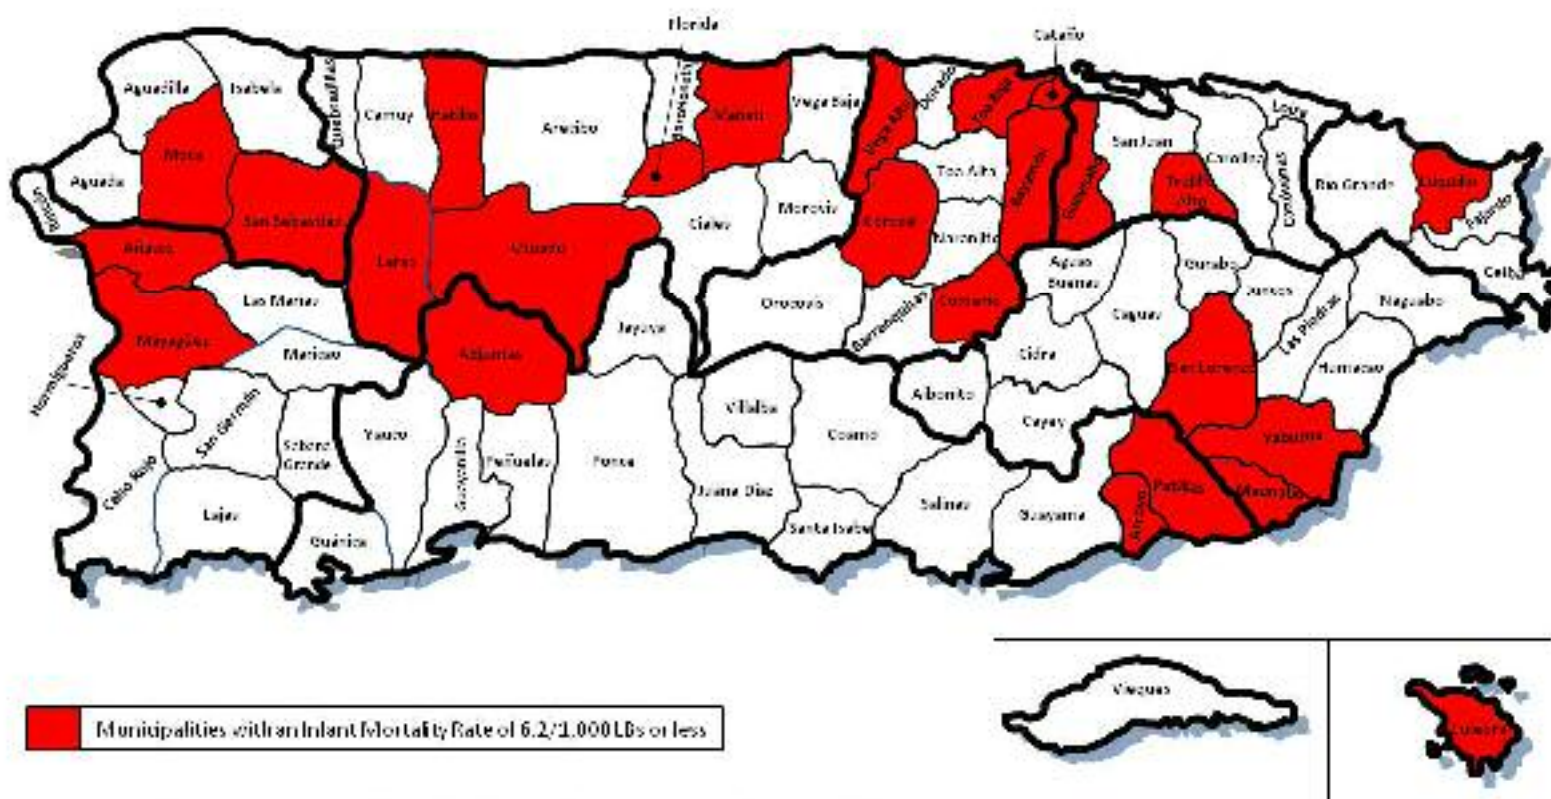 Florida
Cataño
Aguadilla
Isabela
Quebradillas
Camuy
Hatillo
Arecibo
Barceloneta
Manati
Vega Baja
Vega Alta
Dorado
Toa Baja
Bayamón
Guaynabo
San Juan
Trujillo
Alto
Carolina
Loiza
Canóvanas
Rio Grande
Luquillo
Fajardo
Ceiba
Moca
Aguada
Rincón
San Sebastián
Añasco
Lares
Utuado
Ciales
Morovis
Corozal
Toa Alta
Naranjito
Comerio
Barranquitas
Orocovis
Aguas
Buenas
Caguas
Gurabo
Juncos
Las Piedras
Naguabo
Humacao
Las Marias
Mayagüez
Maricao
Adjuntas
Jayuya
Hormigueros
Cidra
San Lorenzo
Aibonito
Cayey
Villalba
Coamo
Yabucoa
Maunabo
Patillas
Arroyo
San Germán
Sabana
Grande
Yauco
Guayanilla
Peñuelas
Ponce
Juana Diaz
Santa Isabel
Salinas
Guayama
Cabo Rojo
Lajas
Guánica
Vieques
Culebra
Municipalities with an Infant Mortality Rate of 6.2/1,000 LBs or less